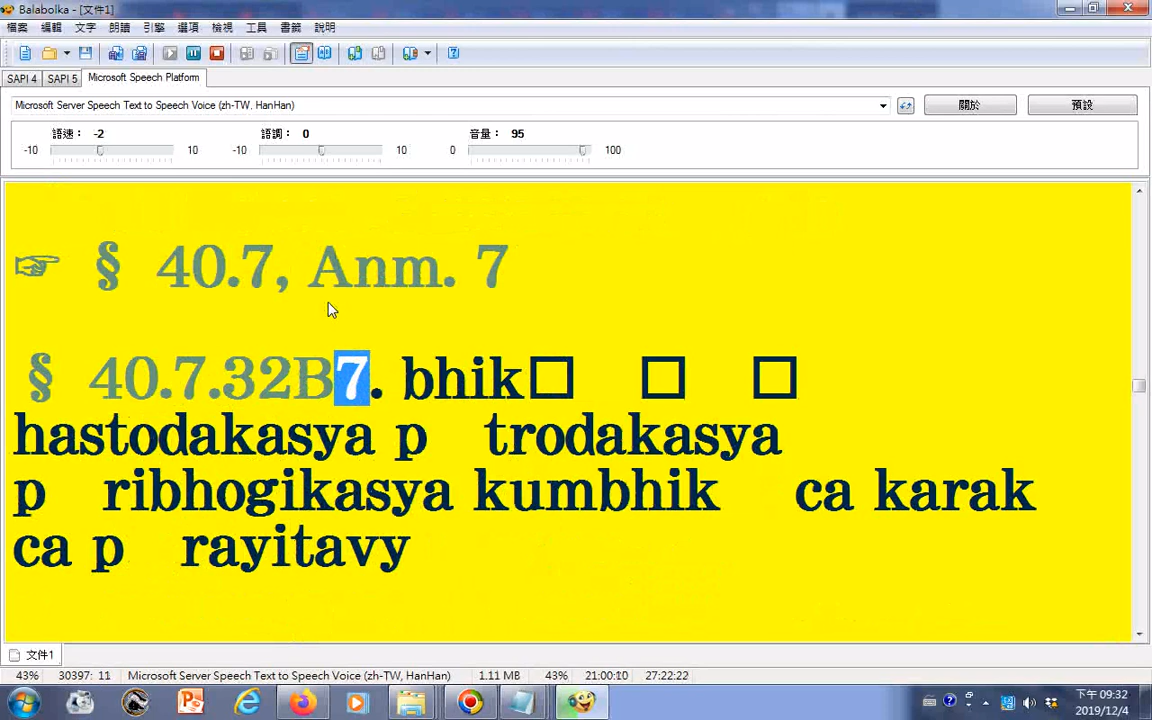 Balabolka - [文件1]
檔案 編輯 文字 朗讀 引擎 選項 檢視 工具 書籤 說明
SAPI 4 SAPI 5 Microsoft Speech Platform
Microsoft Server Speech Text to Speech Voice (zh-TW, HanHan) 關於 預設
語速： -2 語調： 0 音量： 95
-10 10 -10 10 0 100
☞ § 40.7, Anm. 7
§ 40.7.32B7. bhik□ □ □
hastodakasya p trodakasya
p ribhogikasya kumbhik ca karak
ca p rayitavy
文件1
43% 30397: 11 Microsoft Server Speech Text to Speech Voice (zh-TW, HanHan) 1.11 MB 43% 21:00:10 27:22:22
下午 09:32
2019/12/4